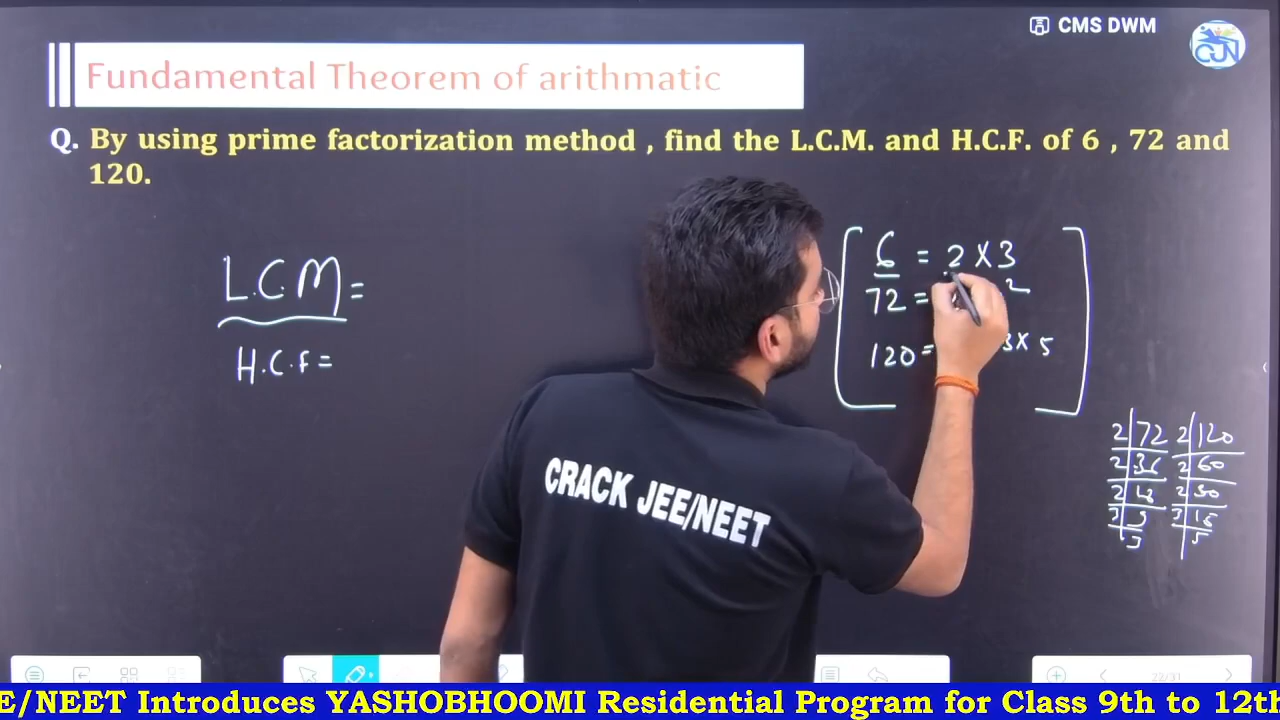 CMS DWM
CJN
Fundamental Theorem of arithmatic
Q. By using prime factorization method , find the L.C.M. and H.C.F. of 6 , 72 and
120.
L.C.M =
H.C.F =
6 = 2 X 3
72 =
120 = 3 X 5
2 72
2 36
2 18
3 9
3
2 120
2 60
2 30
3 15
5
CRACK JEE/NEET
E/NEET Introduces YASHOBHOOMI Residential Program for Class 9th to 12th